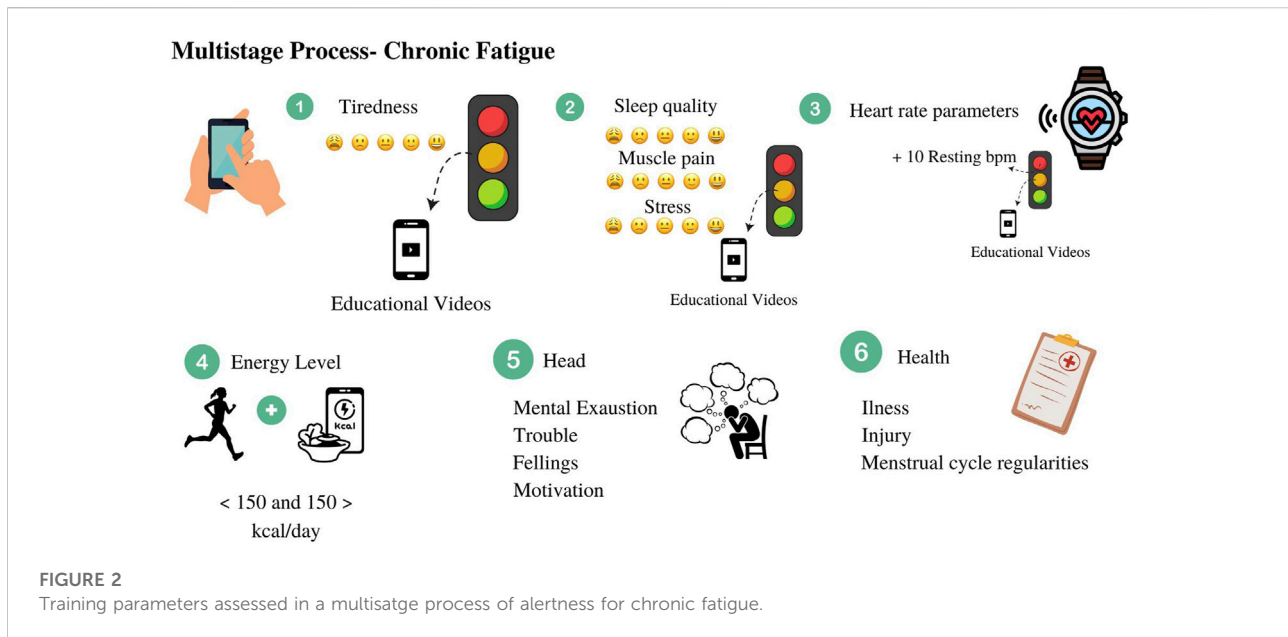 Multistage Process- Chronic Fatigue
1
Tiredness
Educational Videos
2
Sleep quality
Muscle pain
Stress
Educational Videos
3
Heart rate parameters
+ 10 Resting bpm
Educational Videos
4
Energy Level
kcal
< 150 and 150 >
kcal/day
5
Head
Mental Exaustion
Trouble
Fellings
Motivation
6
Health
Ilness
Injury
Menstrual cycle regularities
FIGURE 2
Training parameters assessed in a multisatge process of alertness for chronic fatigue.